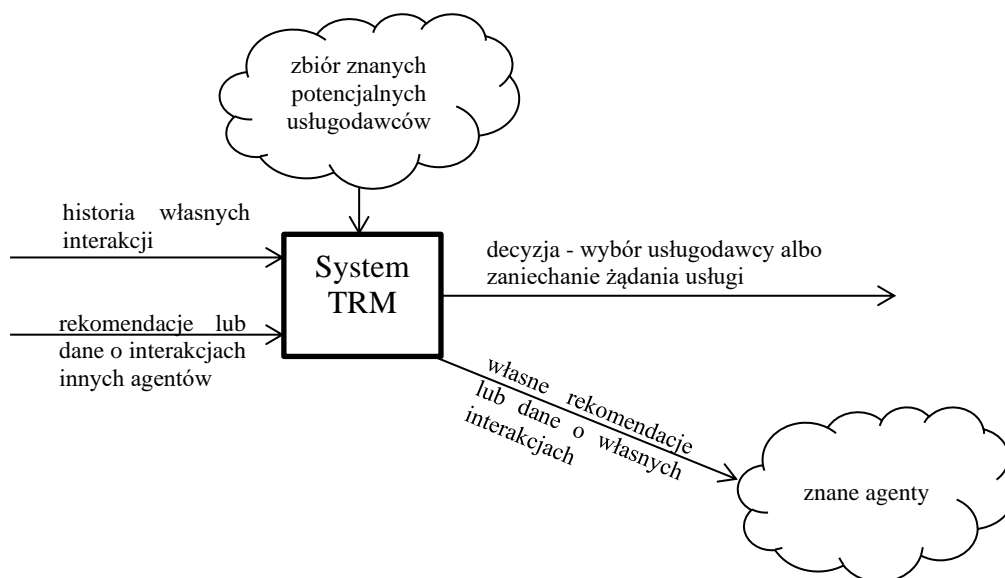 zbiór znanych
potencjalnych
usługodawców
historia własnych
interakcji
System
TRM
decyzja - wybór usługodawcy albo
zaniechanie żądania usługi
rekomendacje lub
dane o interakcjach
innych agentów
własne rekomendacje
lub dane o własnych
interakcjach
znane agenty